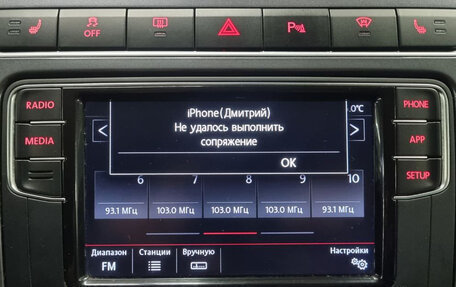 OFF
RADIO
MEDIA
PHONE
APP
SETUP
iPhone(Дмитрий)
Не удалось выполнить
сопряжение
OK
.0°C
6 7 8 9 10
93.1 МГц 103.0 МГц 103.0 МГц 103.0 МГц 93.1 МГц
Диапазон Станции Вручную Настройки
FM